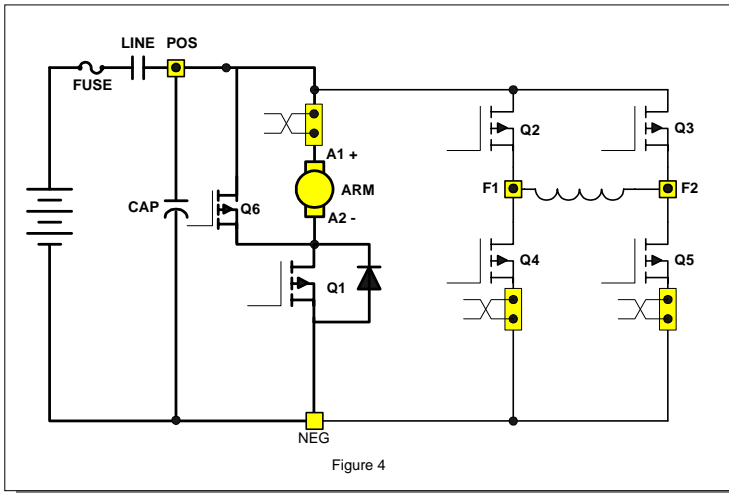 LINE POS
FUSE
Q2
Q3
A1 +
ARM
F1
F2
CAP
Q6
A2 -
Q4
Q5
Q1
NEG
Figure 4